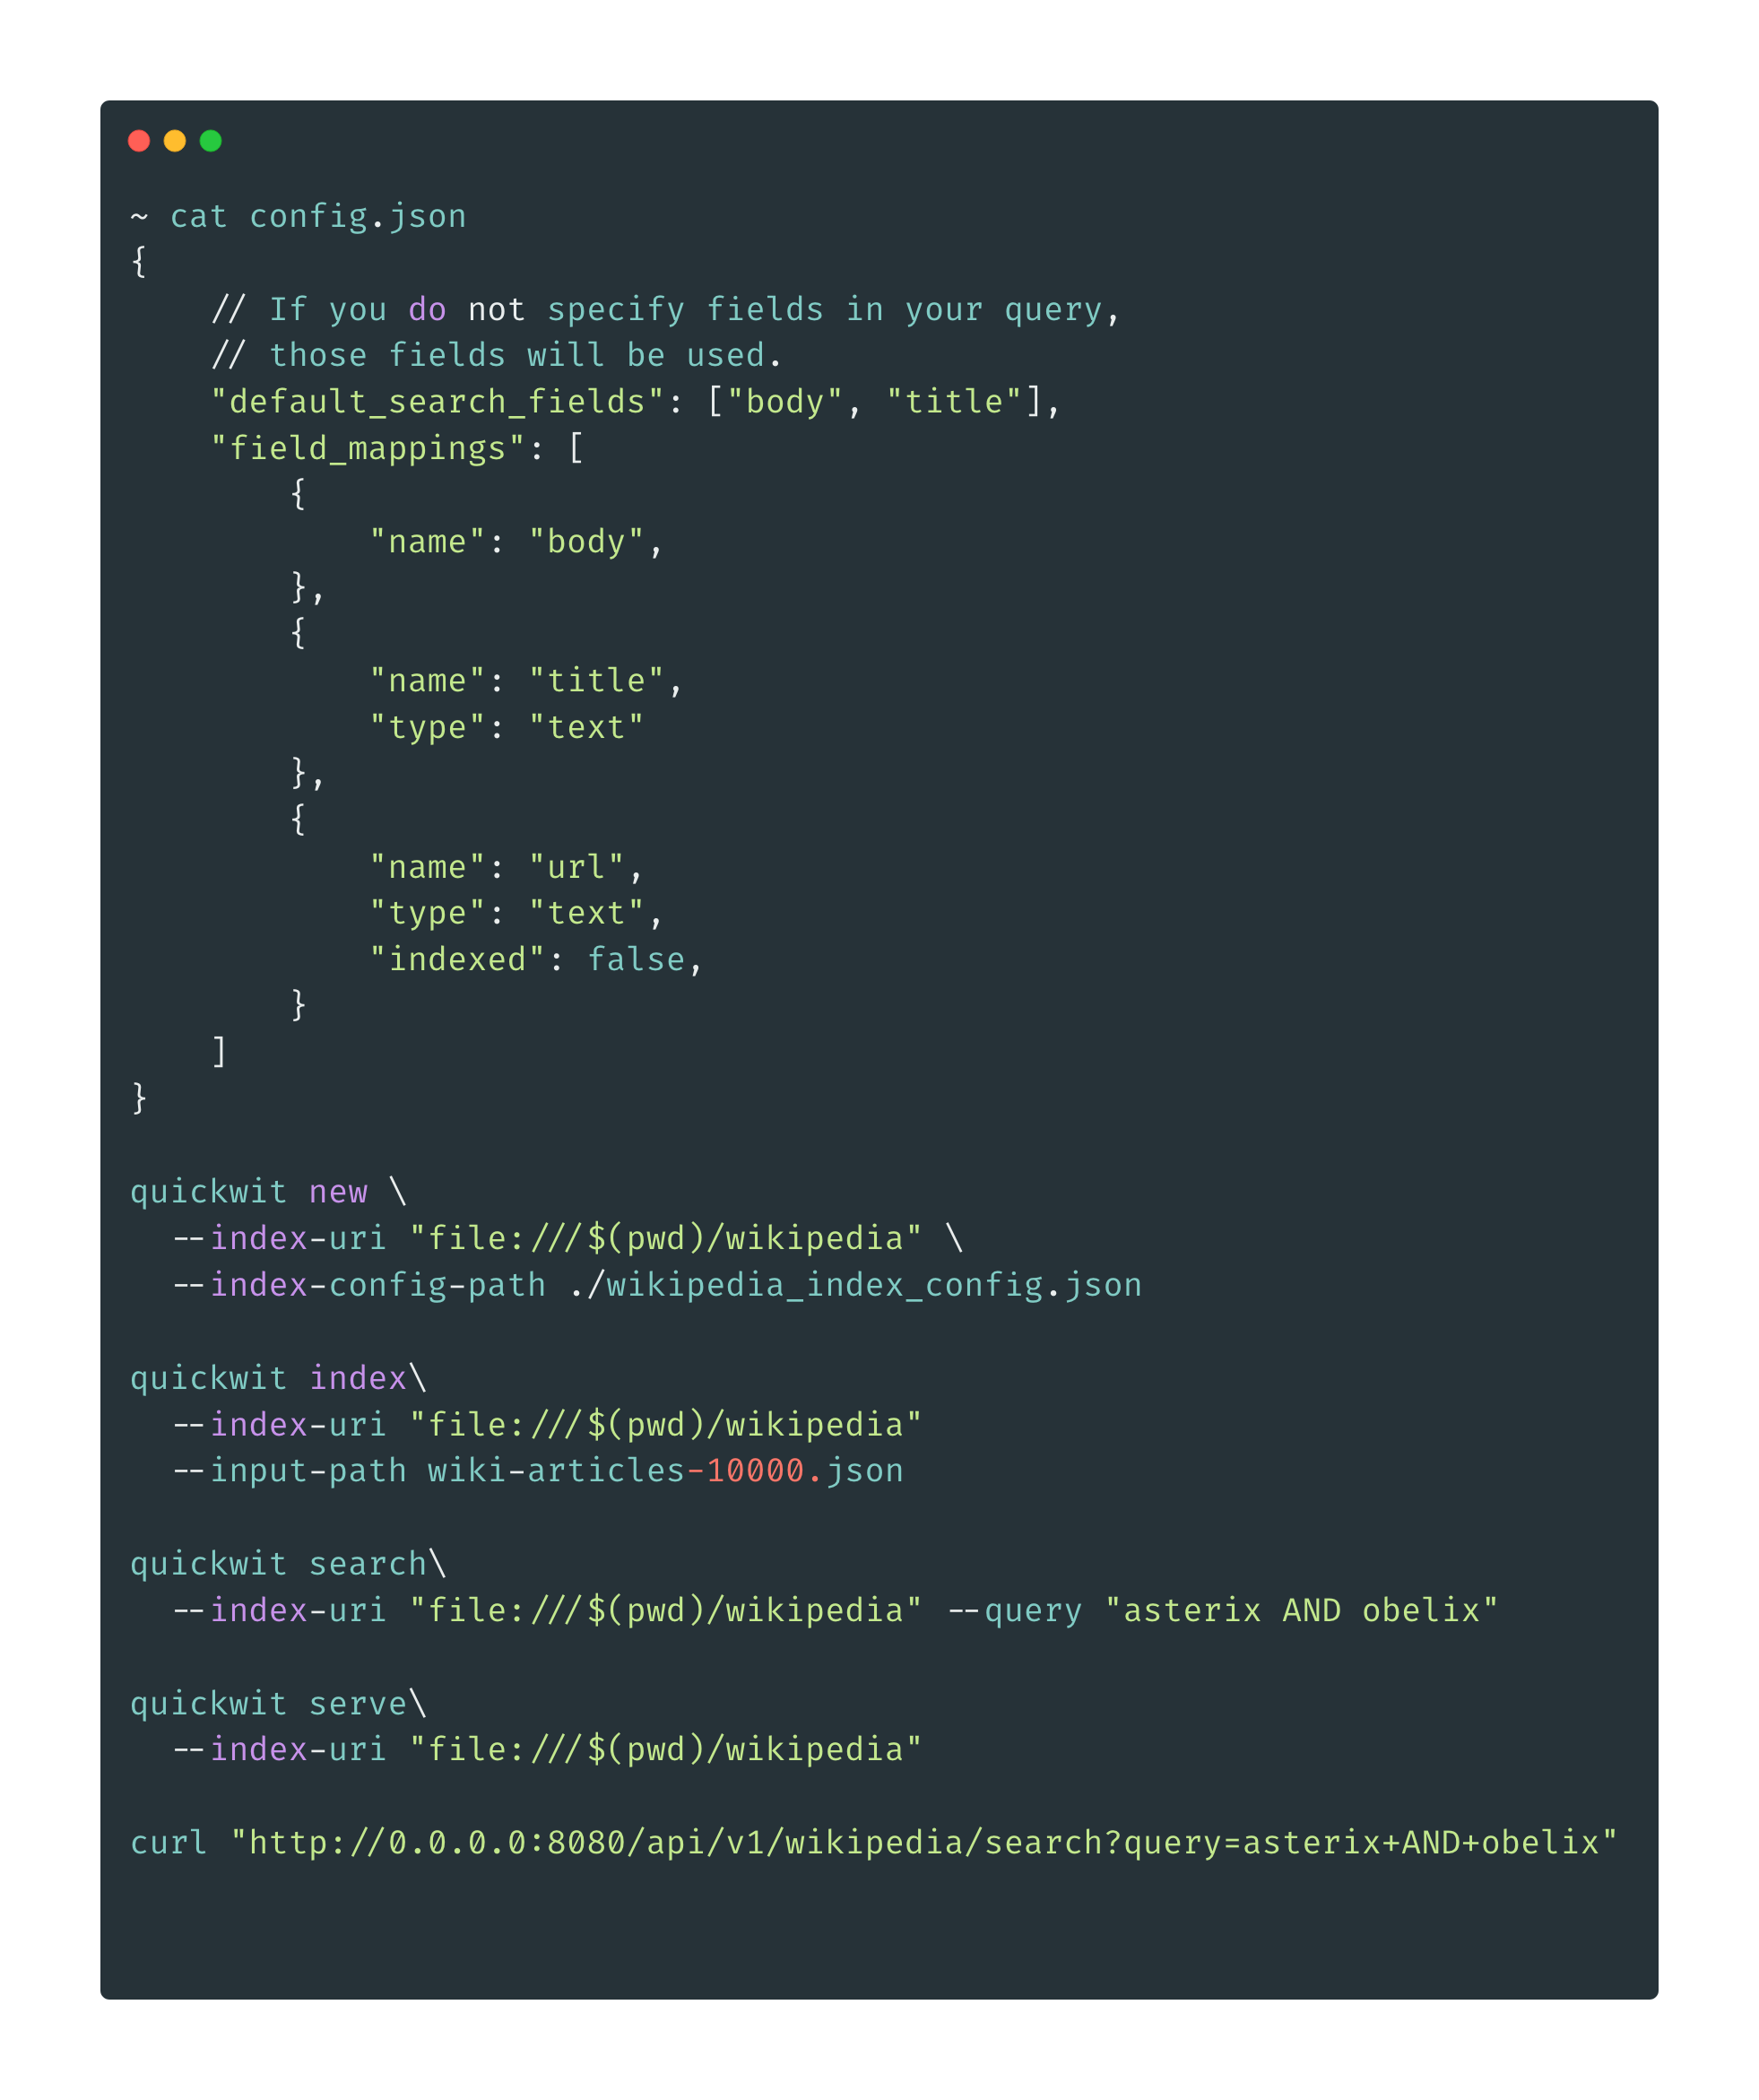 ~ cat config.json
{
    // If you do not specify fields in your query,
    // those fields will be used.
    "default_search_fields": ["body", "title"],
    "field_mappings": [
        {
            "name": "body",
        },
        {
            "name": "title",
            "type": "text"
        },
        {
            "name": "url",
            "type": "text",
            "indexed": false,
        }
    ]
}

quickwit new \
  --index-uri "file:///$(pwd)/wikipedia" \
  --index-config-path ./wikipedia_index_config.json

quickwit index\
  --index-uri "file:///$(pwd)/wikipedia"
  --input-path wiki-articles-10000.json

quickwit search\
  --index-uri "file:///$(pwd)/wikipedia" --query "asterix AND obelix"

quickwit serve\
  --index-uri "file:///$(pwd)/wikipedia"

curl "http://0.0.0.0:8080/api/v1/wikipedia/search?query=asterix+AND+obelix"